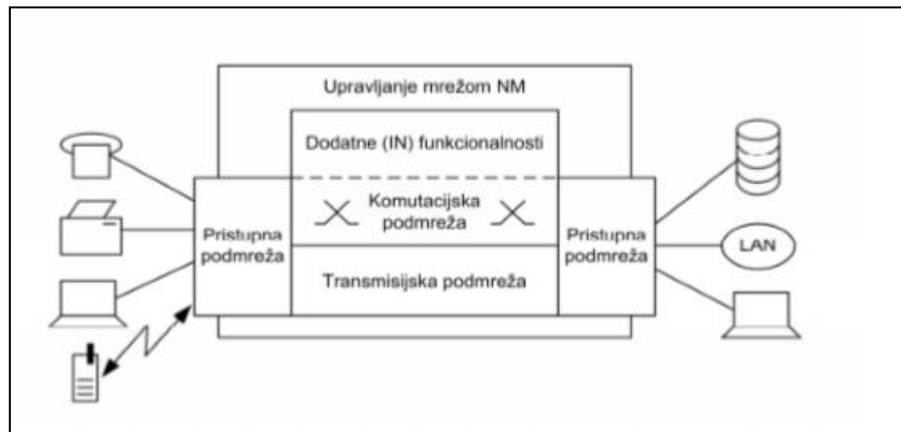 Upravljanje mrežom NM
Dodatne (IN) funkcionalnosti
Komutacijska
podmreža
Pristupna
podmreža
Transmisijska podmreža
Pristupna
podmreža
LAN